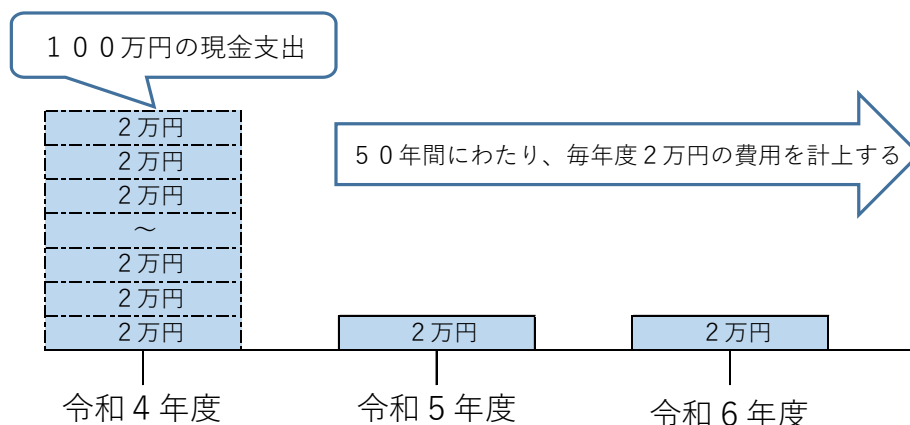 １００万円の現金支出
２万円
２万円
２万円
～
２万円
２万円
２万円
５０年間にわたり、毎年度２万円の費用を計上する
２万円
２万円
令和４年度
令和５年度
令和６年度